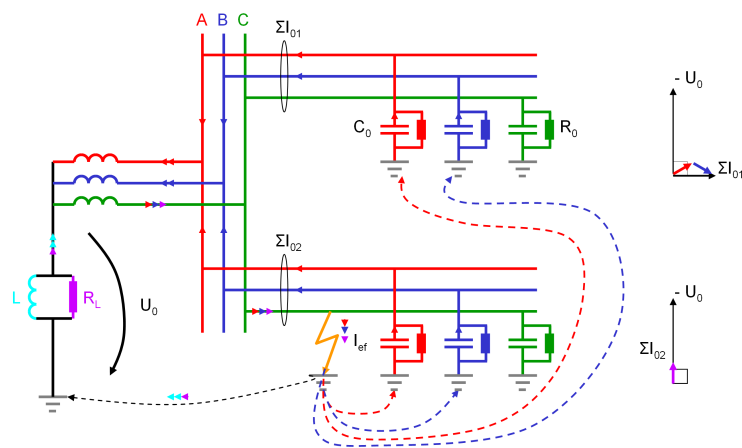 A B C
ΣI01
- U0
C0
R0
ΣI01
ΣI02
- U0
L
RL
U0
Ief
ΣI02